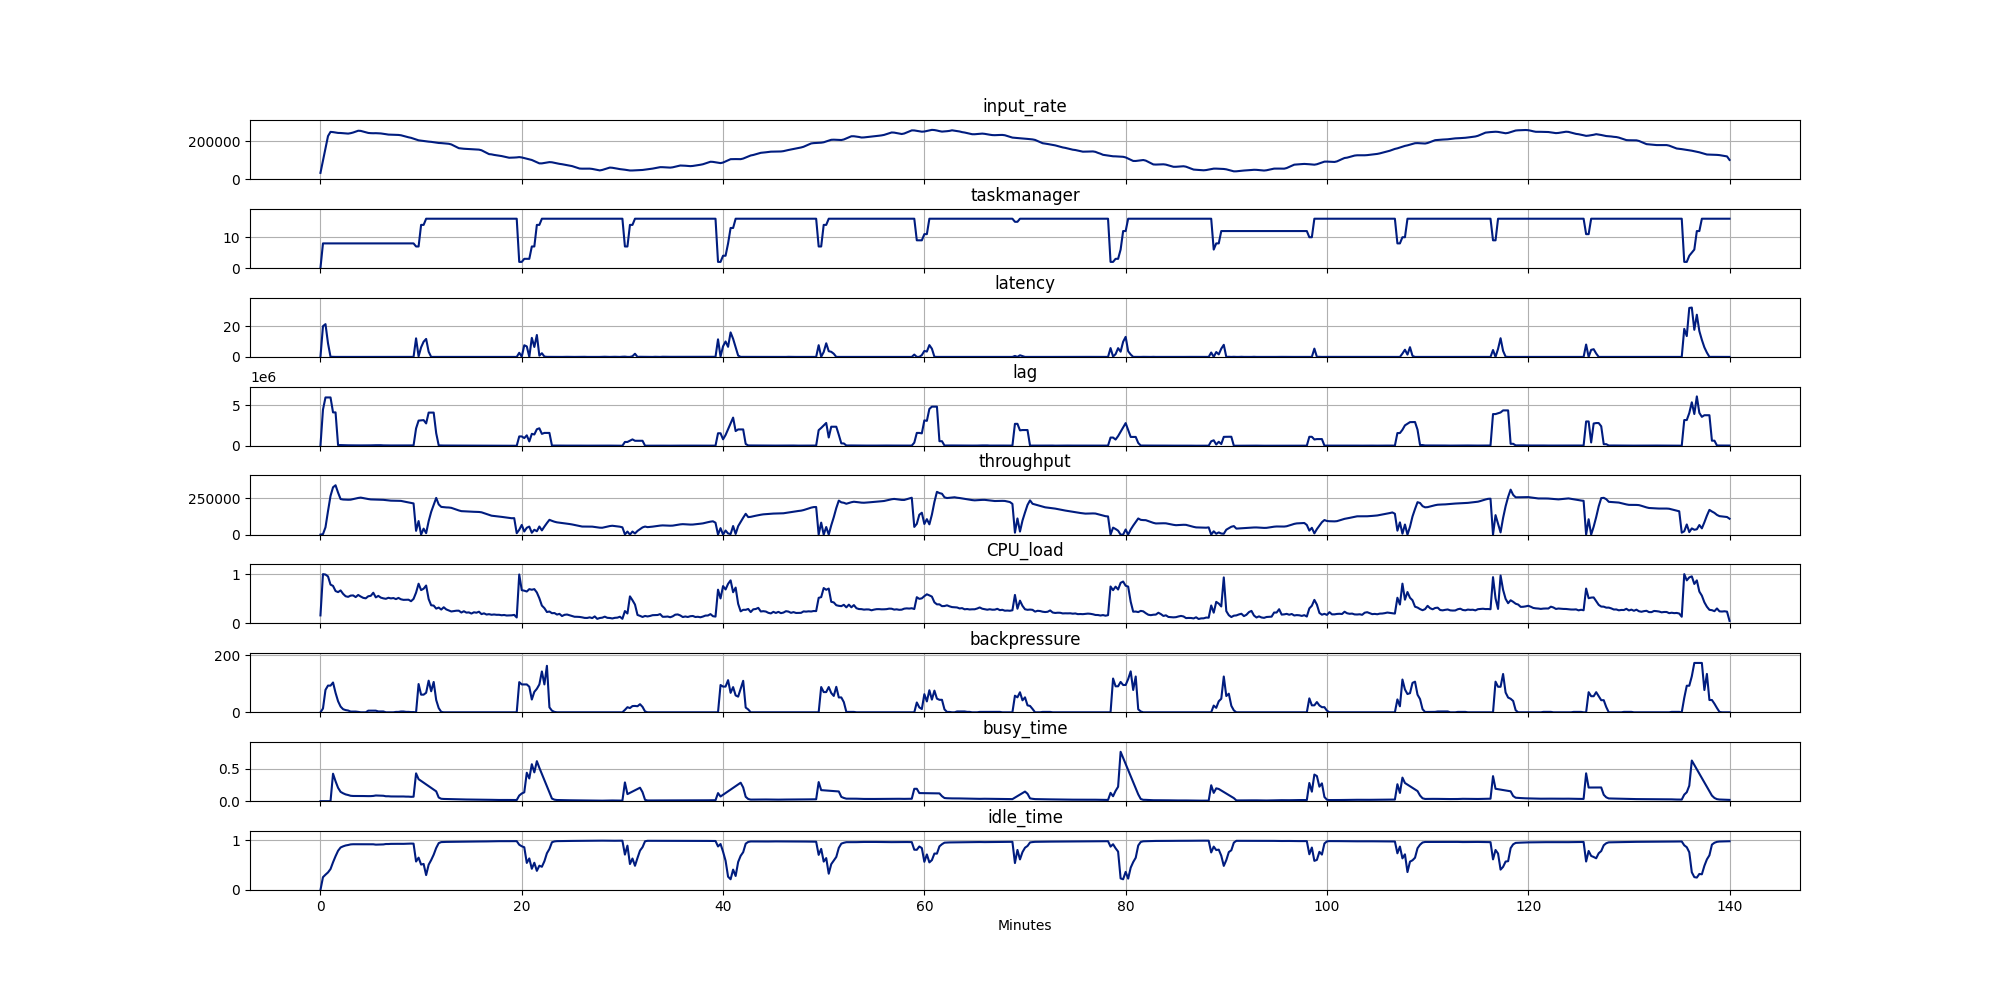 input_rate
200000
0
taskmanager
10
0
latency
20
0
1e6
lag
5
0
throughput
250000
0
CPU_load
1
0
backpressure
200
0
busy_time
0.5
0.0
idle_time
1
0
0 20 40 60 80 100 120 140
Minutes